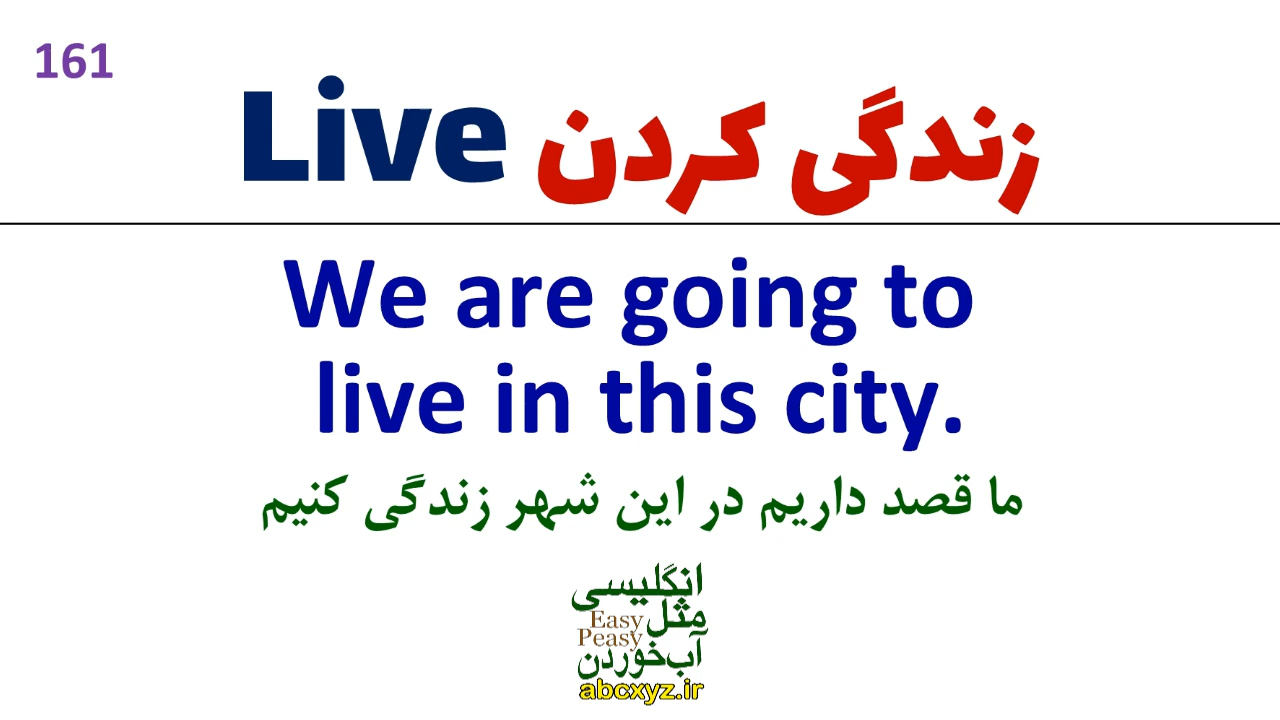 161
Live زندگی کردن
We are going to
live in this city.
ما قصد داریم در این شهر زندگی کنیم
انگلیسی
مثل
Easy
Peasy
آب‌خوردن
abcxyz.ir